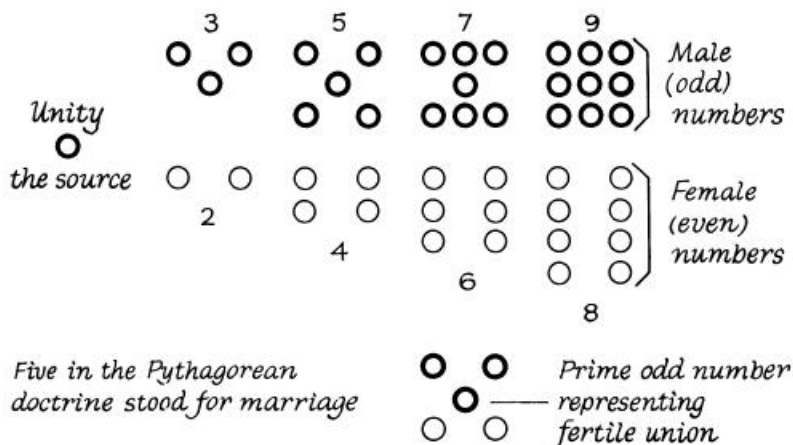 3 5 7 9
Male
(odd)
numbers
Unity
the source
2
4
6
8
Female
(even)
numbers
Five in the Pythagorean
doctrine stood for marriage
Prime odd number
representing
fertile union